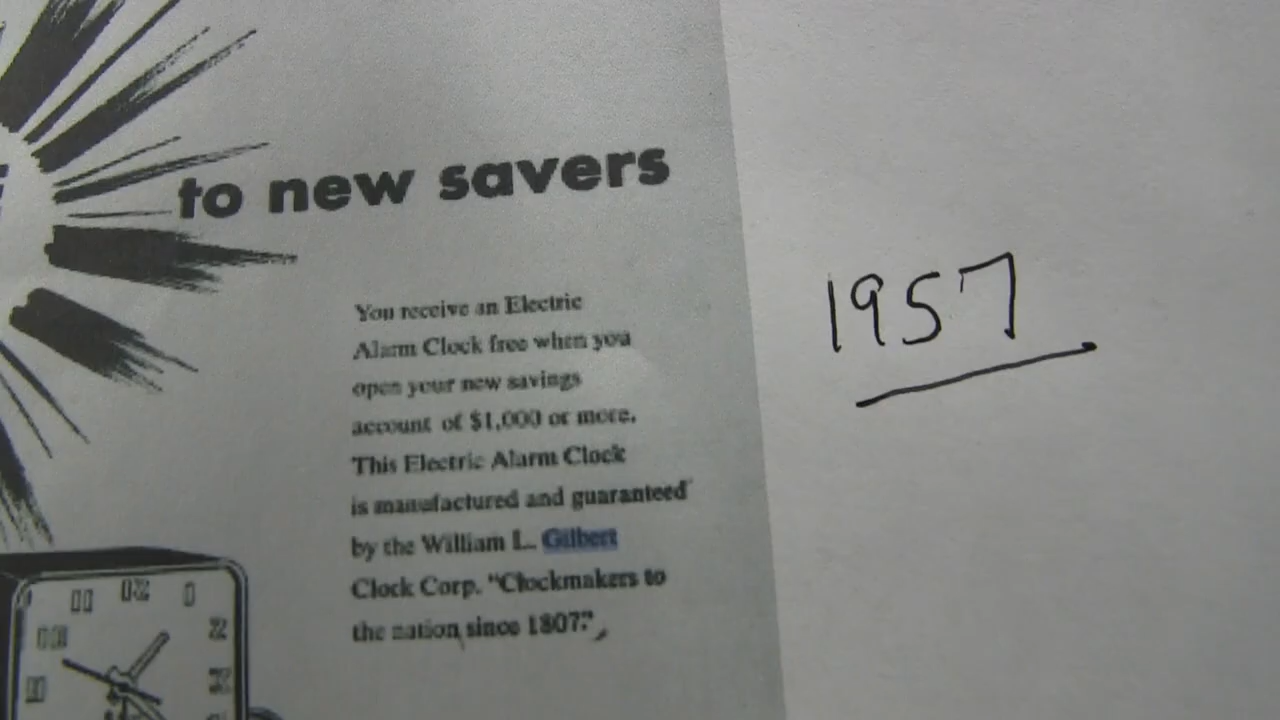 to new savers
You receive an Electric
Alarm Clock free when you
open your new savings
account of $1,000 or more.
This Electric Alarm Clock
is manufactured and guaranteed
by the William L. Gilbert
Clock Corp. "Clockmakers to
the nation since 1807."
1957